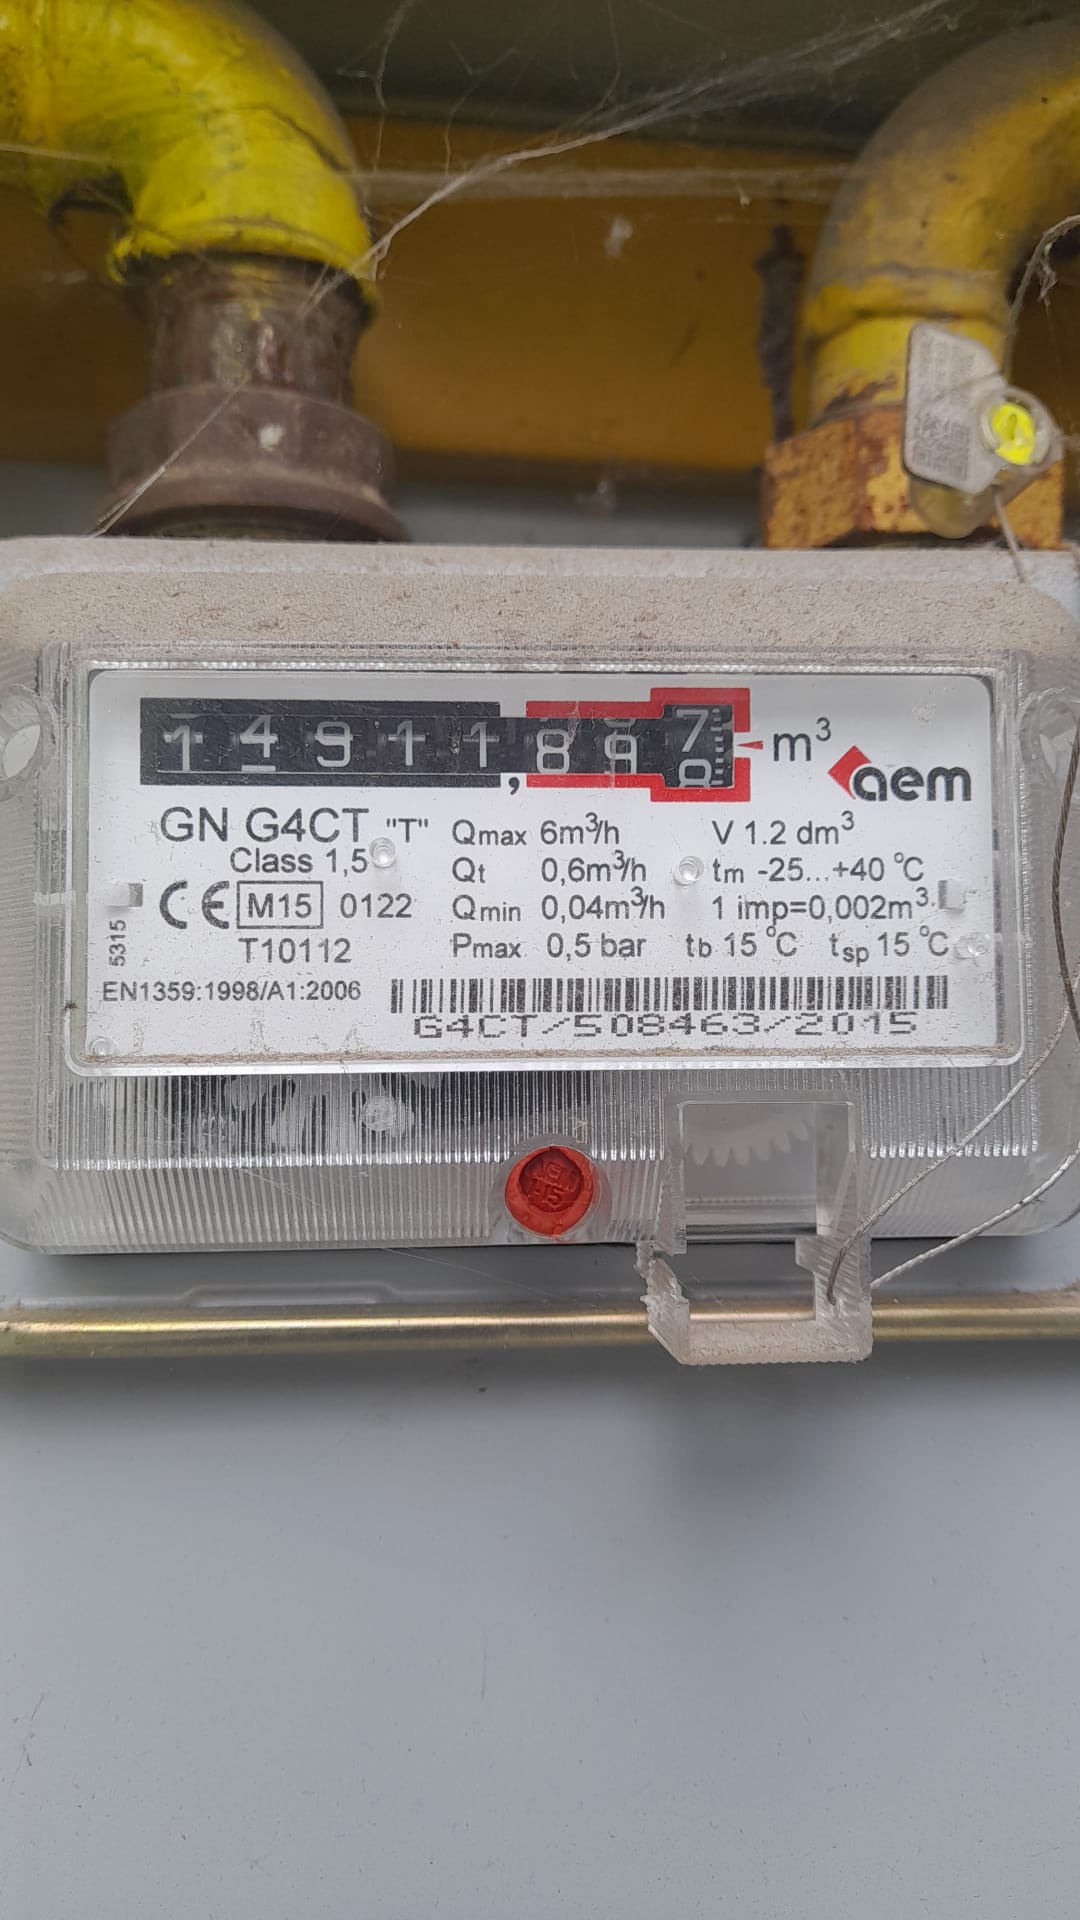 14911,897 m³
aem
GN G4CT "T" Qmax 6m³/h V 1.2 dm³
Class 1,5 Qt 0,6m³/h tm -25...+40 °C
CE M15 0122 Qmin 0,04m³/h 1 imp=0,002m³
T10112 Pmax 0,5 bar tb 15 °C tsp 15 °C
5315
EN1359:1998/A1:2006
G4CT/508463/2015